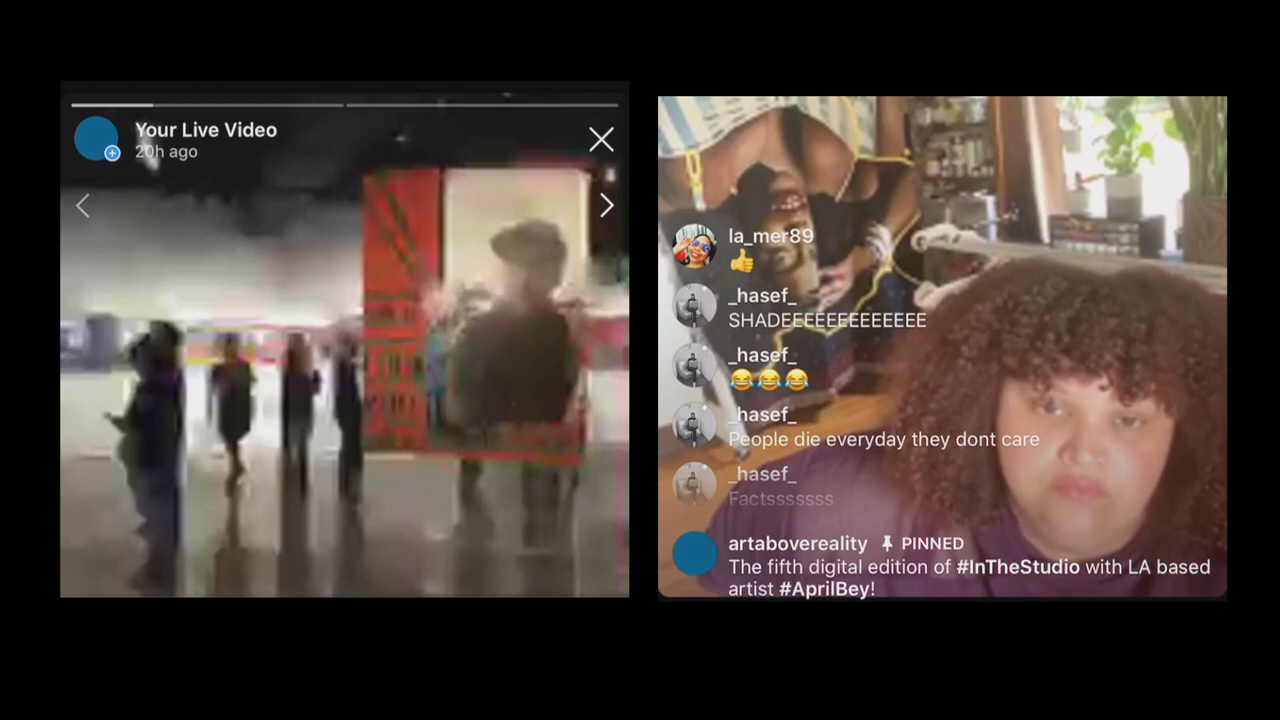 Your Live Video
20h ago
la_mer89
👍
_hasef_
SHADEEEEEEEEEEEEE
_hasef_
😂😂😂
_hasef_
People die everyday they dont care
_hasef_
Factsssssss
artabovereality PINNED
The fifth digital edition of #InTheStudio with LA based
artist #AprilBey!